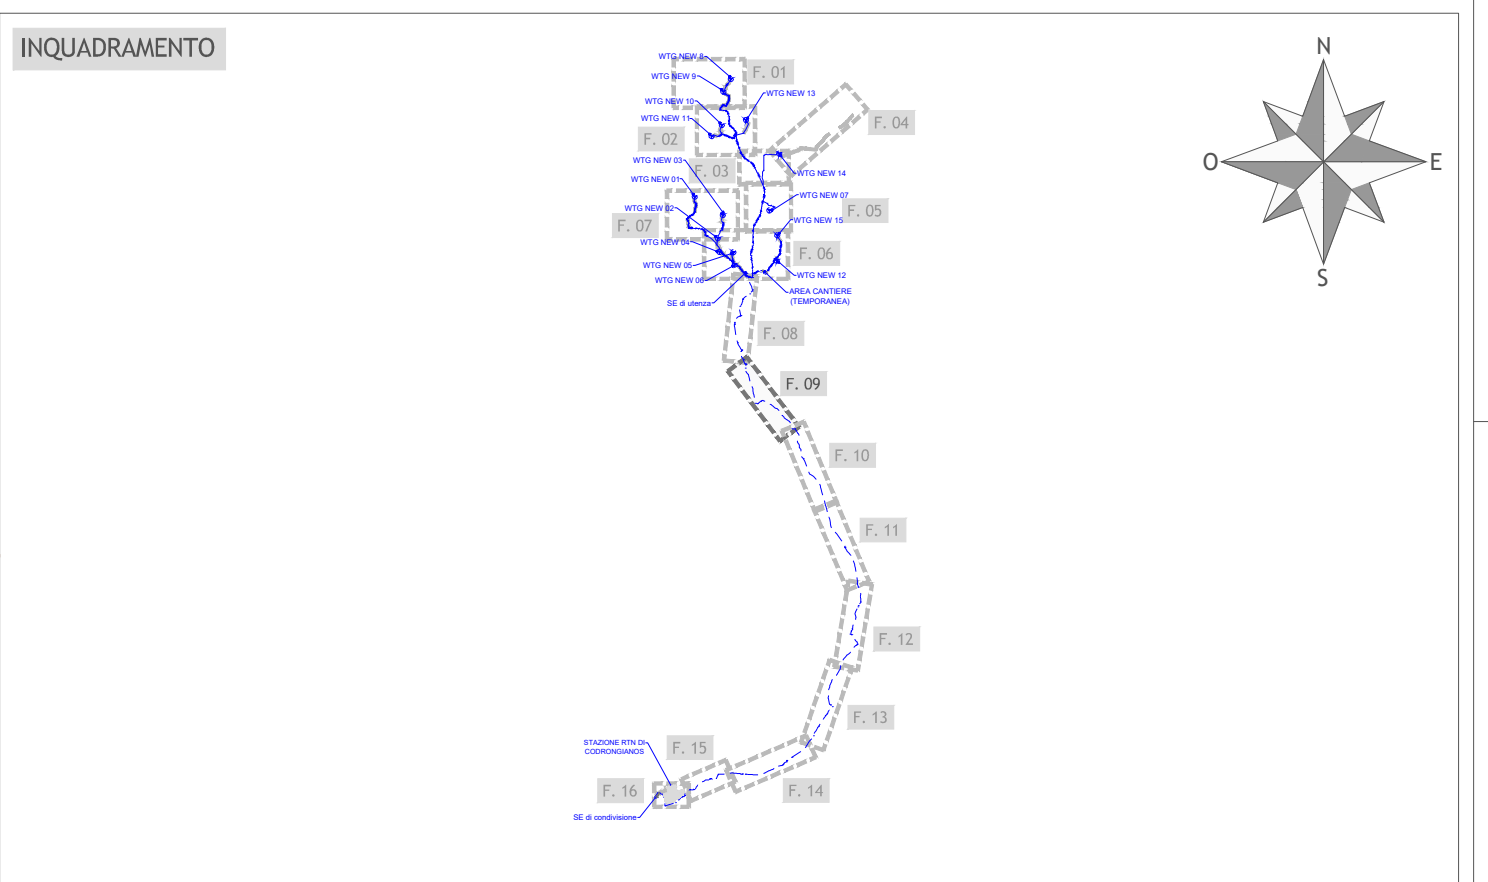 INQUADRAMENTO
N
O
E
S
WTG NEW 8
F. 01
WTG NEW 9
WTG NEW 13
WTG NEW 10
WTG NEW 11
F. 04
F. 02
WTG NEW 03
F. 03
WTG NEW 14
WTG NEW 01
WTG NEW 07
WTG NEW 02
F. 05
WTG NEW 15
F. 07
WTG NEW 04
F. 06
WTG NEW 05
WTG NEW 12
WTG NEW 06
AREA CANTIERE
(TEMPORANEA)
SE di utenza
F. 08
F. 09
F. 10
F. 11
F. 12
F. 13
STAZIONE RTN DI
CODRONGIANOS
F. 15
F. 16
F. 14
SE di condivisione